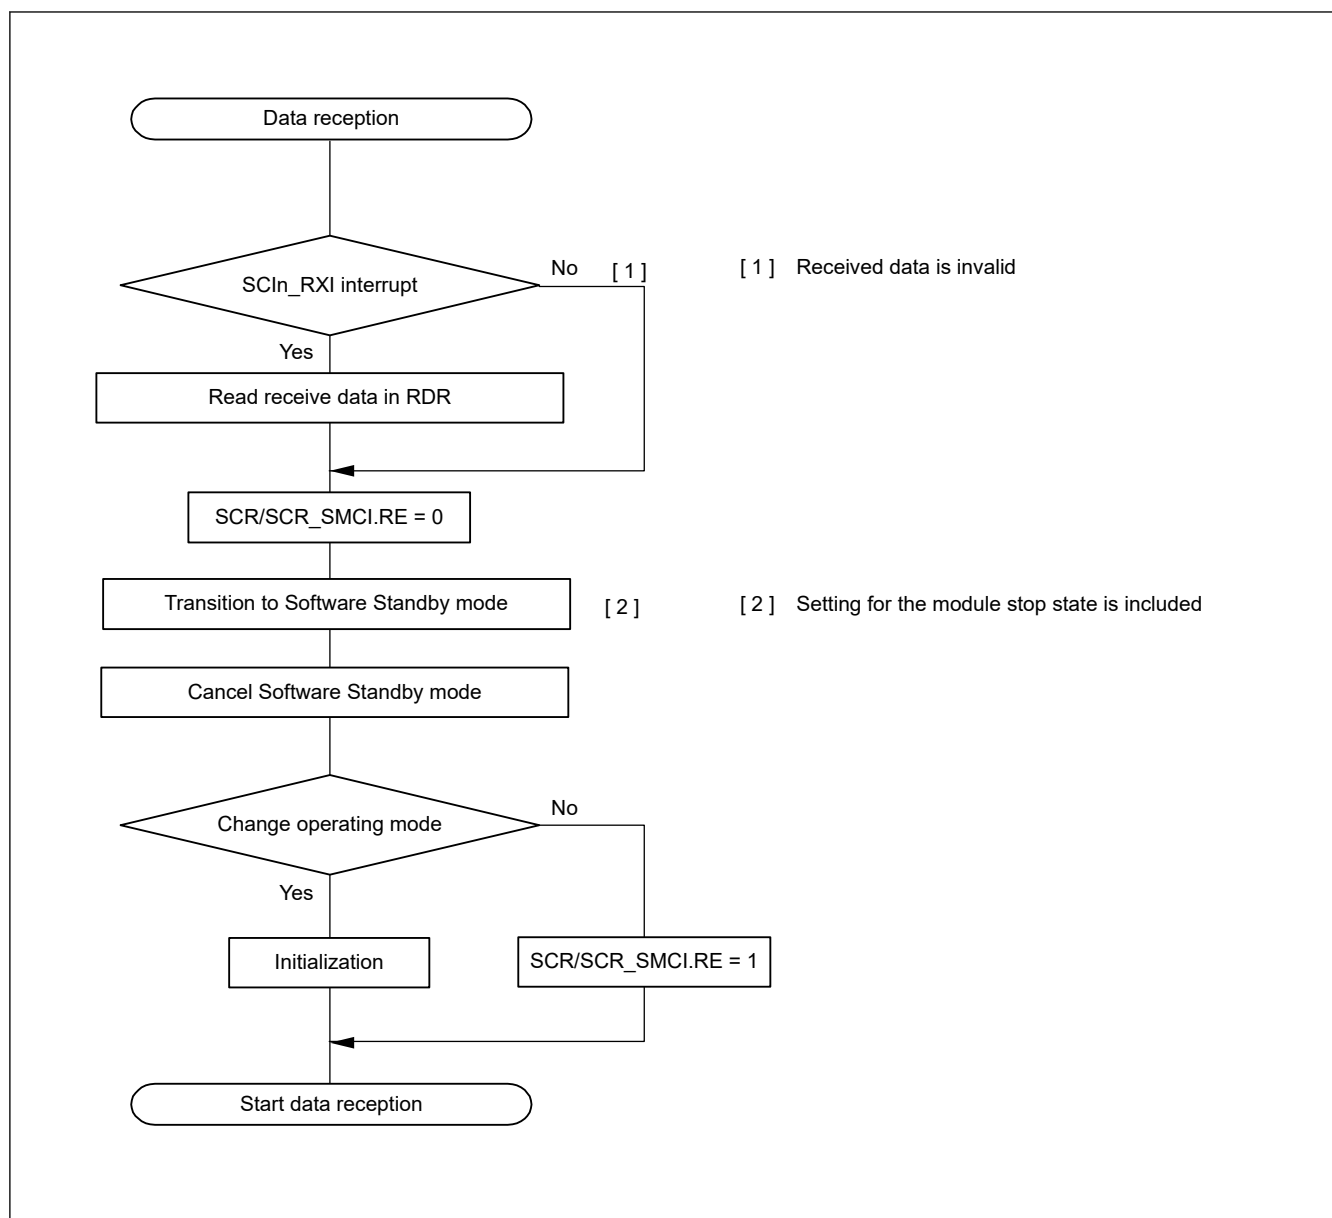 Data reception
SCIn_RXI interrupt
No
[ 1 ]
[ 1 ] Received data is invalid
Yes
Read receive data in RDR
SCR/SCR_SMCI.RE = 0
Transition to Software Standby mode
[ 2 ]
[ 2 ] Setting for the module stop state is included
Cancel Software Standby mode
Change operating mode
No
Yes
Initialization
SCR/SCR_SMCI.RE = 1
Start data reception